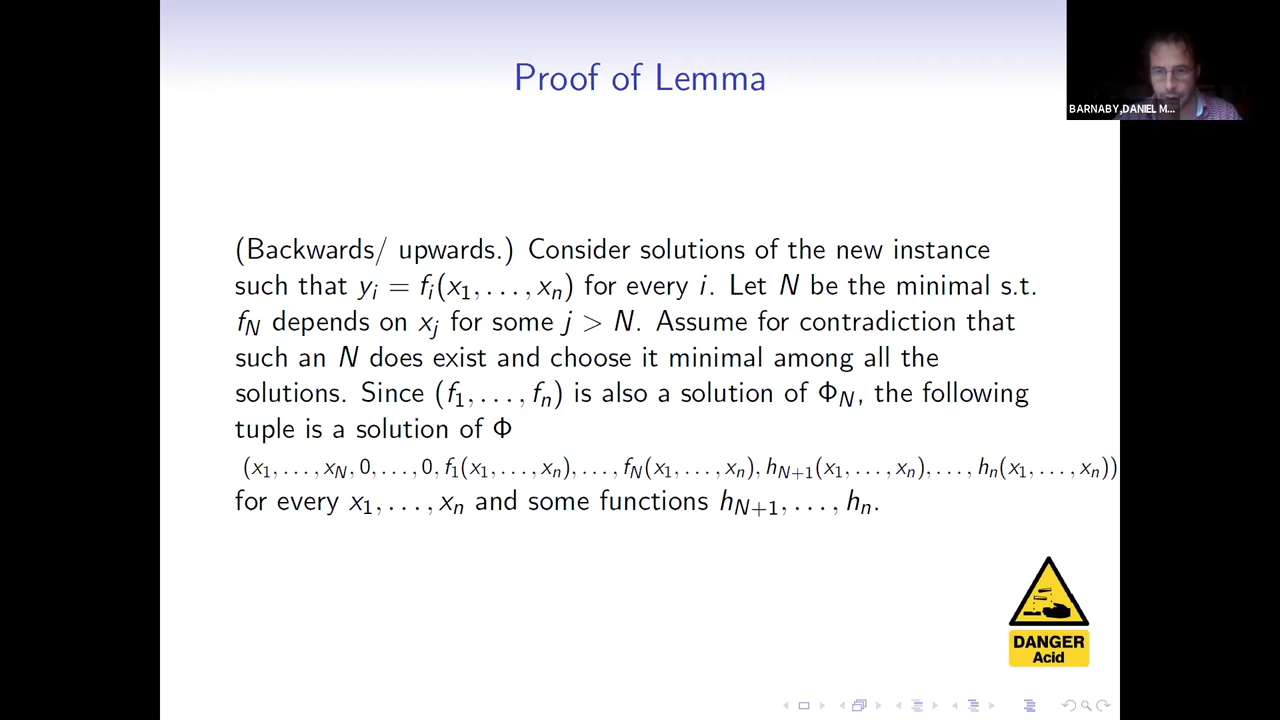 Proof of Lemma
BARNABY,DANIEL M...
(Backwards/ upwards.) Consider solutions of the new instance
such that yᵢ = fᵢ(x₁, . . . , xₙ) for every i. Let N be the minimal s.t.
f_N depends on xⱼ for some j > N. Assume for contradiction that
such an N does exist and choose it minimal among all the
solutions. Since (f₁, . . . , fₙ) is also a solution of Φ_N, the following
tuple is a solution of Φ
(x₁, . . . , x_N, 0, . . . , 0, f₁(x₁, . . . , xₙ), . . . , f_N(x₁, . . . , xₙ), h_{N+1}(x₁, . . . , xₙ), . . . , hₙ(x₁, . . . , xₙ))
for every x₁, . . . , xₙ and some functions h_{N+1}, . . . , hₙ.
DANGER
Acid